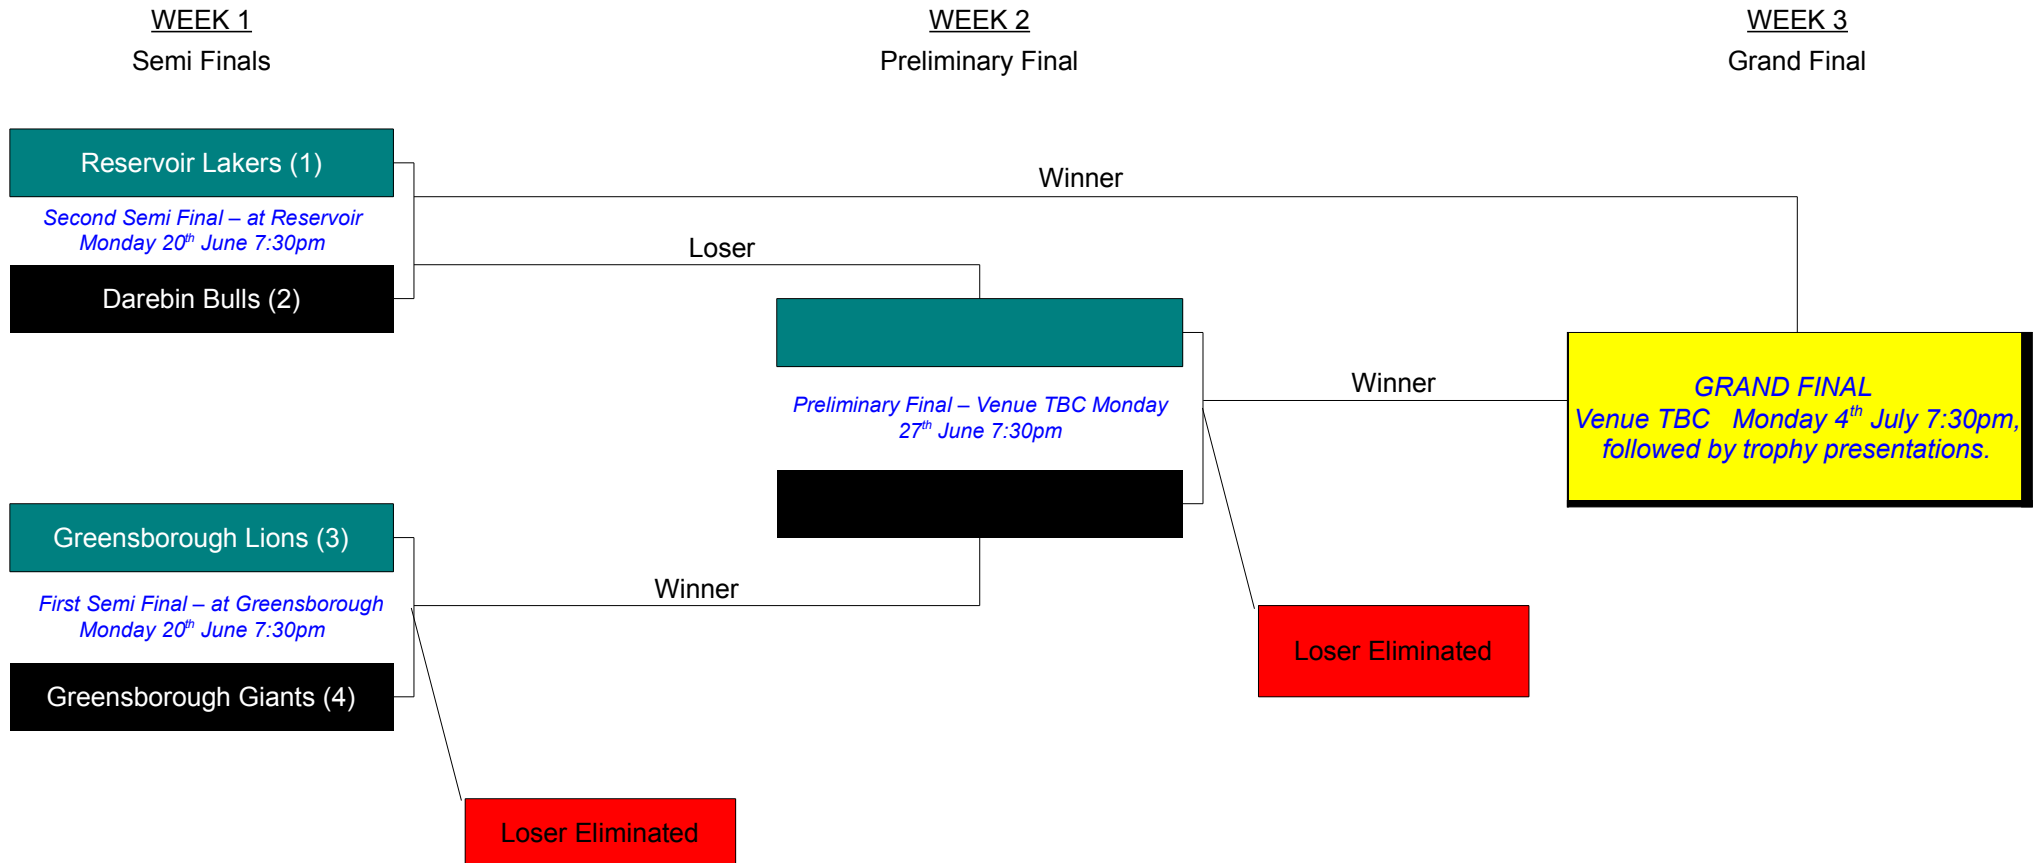 WEEK 1
Semi Finals
WEEK 2
Preliminary Final
WEEK 3
Grand Final
Reservoir Lakers (1)
Second Semi Final – at Reservoir
Monday 20th June 7:30pm
Darebin Bulls (2)
Winner
Loser
Preliminary Final – Venue TBC Monday
27th June 7:30pm
Winner
GRAND FINAL
Venue TBC   Monday 4th July 7:30pm,
followed by trophy presentations.
Greensborough Lions (3)
First Semi Final – at Greensborough
Monday 20th June 7:30pm
Greensborough Giants (4)
Winner
Loser Eliminated
Loser Eliminated